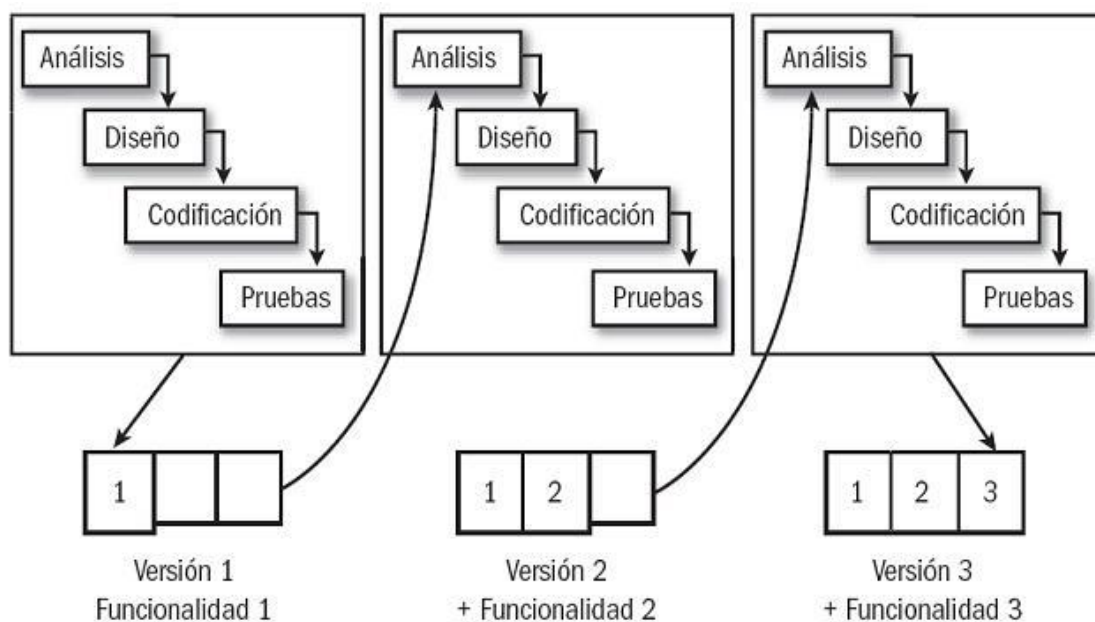 Análisis
Diseño
Codificación
Pruebas
Análisis
Diseño
Codificación
Pruebas
Análisis
Diseño
Codificación
Pruebas
1
Versión 1
Funcionalidad 1
1 2
Versión 2
+ Funcionalidad 2
1 2 3
Versión 3
+ Funcionalidad 3